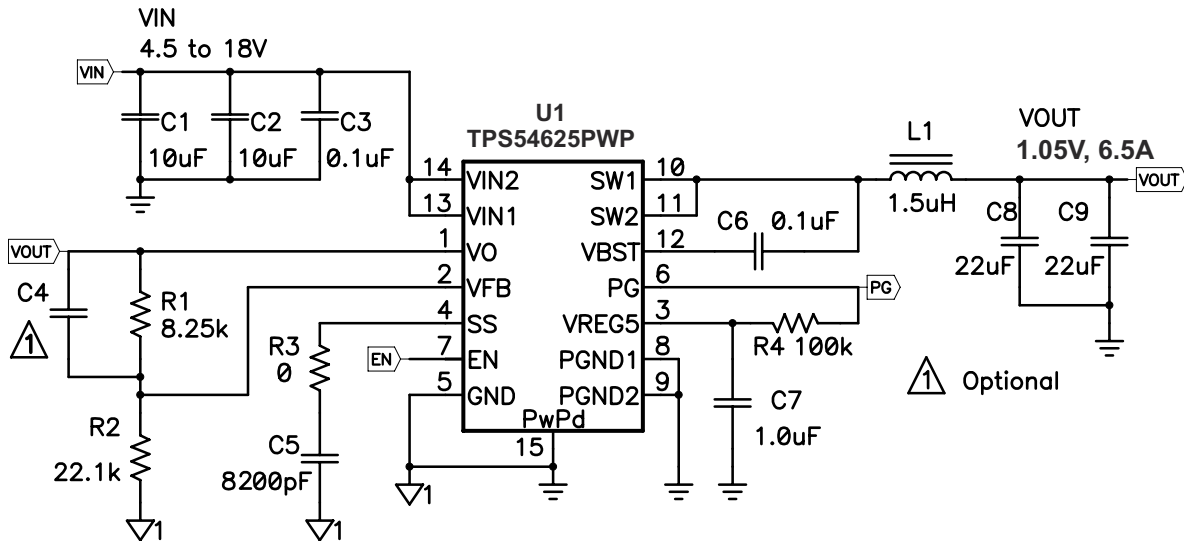 VIN
4.5 to 18V
VIN
C1
10uF
C2
10uF
C3
0.1uF
U1
TPS54625PWP
14 VIN2
13 VIN1
1 VO
2 VFB
4 SS
7 EN
5 GND
SW1 10
SW2 11
VBST 12
PG 6
VREG5 3
PGND1 8
PGND2 9
PwPd
15
VOUT
C4
1
R1
8.25k
R2
22.1k
1
R3
0
C5
8200pF
1
EN
1
C6 0.1uF
L1
1.5uH
VOUT
1.05V, 6.5A
VOUT
C8
22uF
C9
22uF
PG
R4 100k
C7
1.0uF
1 Optional